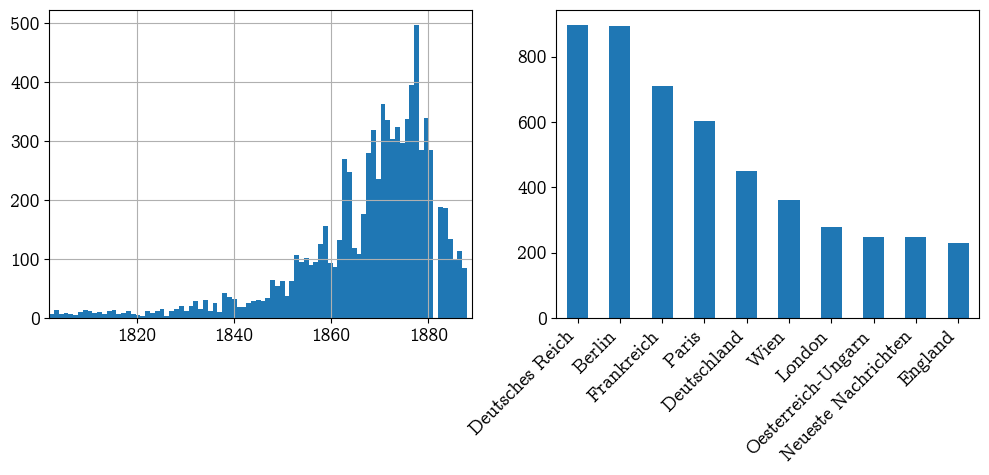 500
400
300
200
100
0
1820 1840 1860 1880
800
600
400
200
0
Deutsches Reich
Berlin
Frankreich
Paris
Deutschland
Wien
London
Oesterreich-Ungarn
Neueste Nachrichten
England